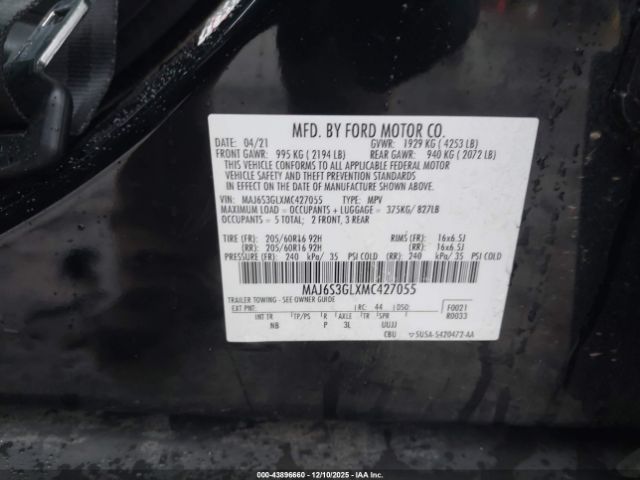 MFD. BY FORD MOTOR CO.
DATE: 04/21 GVWR: 1929 KG ( 4253 LB)
FRONT GAWR: 995 KG ( 2194 LB) REAR GAWR: 940 KG ( 2072 LB)
THIS VEHICLE CONFORMS TO ALL APPLICABLE FEDERAL MOTOR
VEHICLE SAFETY AND THEFT PREVENTION STANDARDS
IN EFFECT ON THE DATE OF MANUFACTURE SHOWN ABOVE.
VIN: MAJ6S3GLXMC427055 TYPE: MPV
MAXIMUM LOAD = OCCUPANTS + LUGGAGE = 375KG/ 827LB
OCCUPANTS = 5 TOTAL; 2 FRONT, 3 REAR
TIRE (FR): 205/60R16 92H RIMS (FR): 16x6.5J
(RR): 205/60R16 92H (RR): 16x6.5J
PRESSURE (FR): 240 kPa/ 35 PSI COLD (RR) 240 kPa/ 35 PSI COLD
MAJ6S3GLXMC427055
TRAILER TOWING - SEE OWNER GUIDE
EXT PNT: RC: 44 DSO: F0021
INT TR TP/PS R AXLE TR SPR R0033
NB P 3L UUJJ
CBU 5U5A-5420472-AA
00-43896660 - 12/10/2025 - IAA Inc.